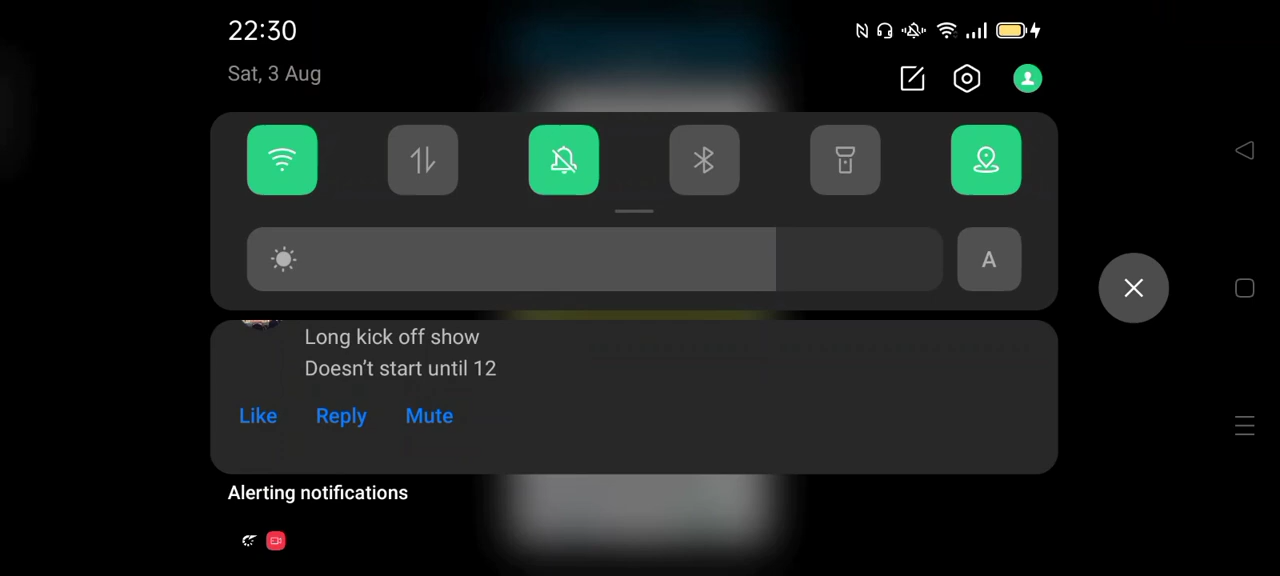 22:30
Sat, 3 Aug
A
Long kick off show
Doesn’t start until 12
Like Reply Mute
Alerting notifications